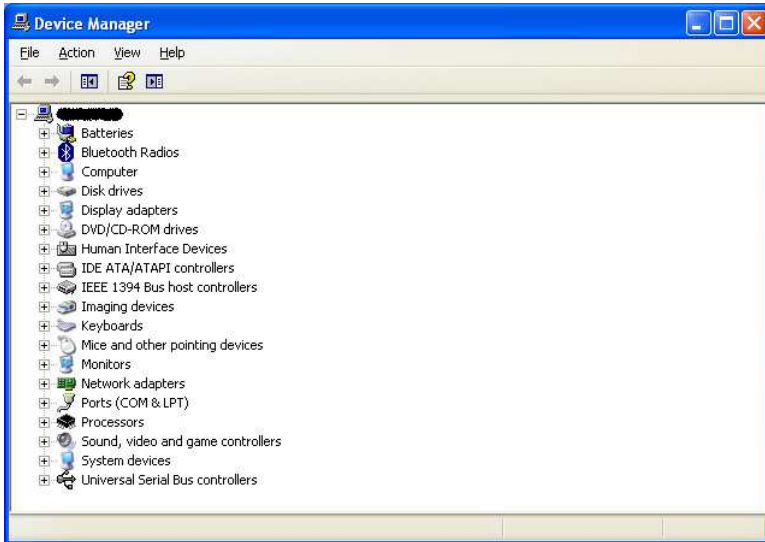 Device Manager
File Action View Help
Batteries
Bluetooth Radios
Computer
Disk drives
Display adapters
DVD/CD-ROM drives
Human Interface Devices
IDE ATA/ATAPI controllers
IEEE 1394 Bus host controllers
Imaging devices
Keyboards
Mice and other pointing devices
Monitors
Network adapters
Ports (COM & LPT)
Processors
Sound, video and game controllers
System devices
Universal Serial Bus controllers